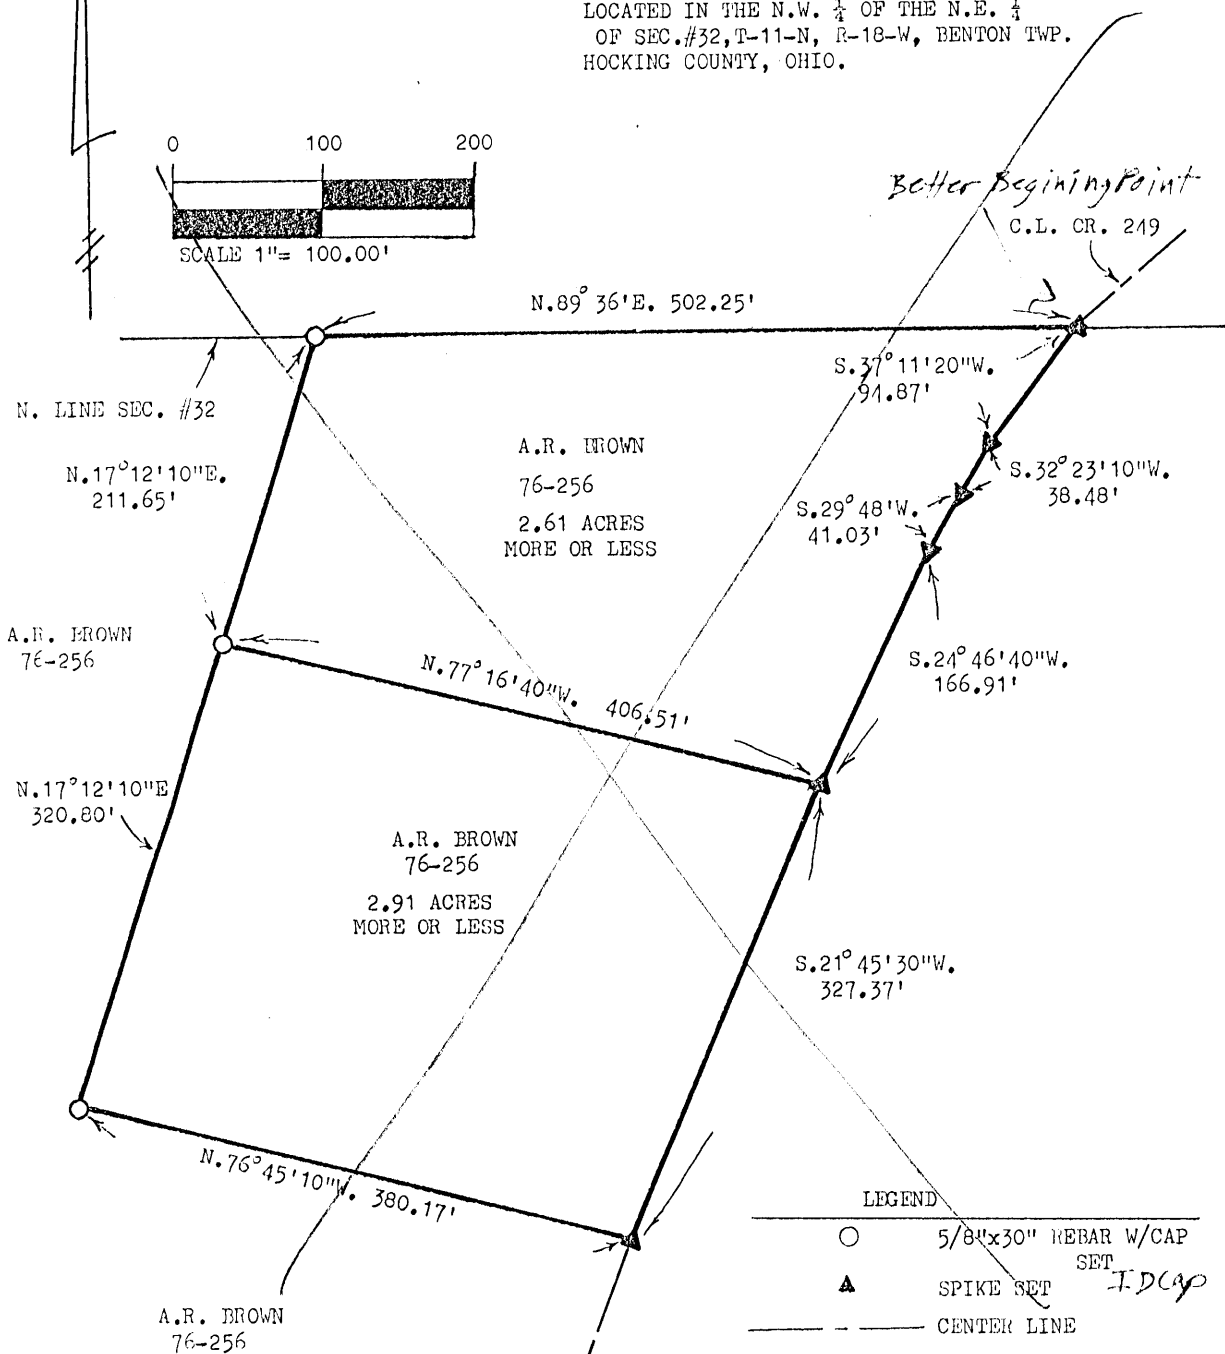 LOCATED IN THE N.W. ¼ OF THE N.E. ¼
OF SEC.#32,T-11-N, R-18-W, BENTON TWP.
HOCKING COUNTY, OHIO.
0 100 200
SCALE 1"= 100.00'
Better Begining Point
C.L. CR. 249
N.89° 36'E. 502.25'
S.37° 11'20"W.
94.87'
N. LINE SEC. #32
N.17°12'10"E.
211.65'
A.R. BROWN
76-256
2.61 ACRES
MORE OR LESS
S.32° 23'10"W.
38.48'
S.29° 48'W.
41.03'
A.R. BROWN
76-256
S.24° 46'40"W.
166.91'
N.77° 16'40"W. 406.51'
N.17°12'10"E
320.80'
A.R. BROWN
76-256
2.91 ACRES
MORE OR LESS
S.21° 45'30"W.
327.37'
N.76° 45'10"W. 380.17'
LEGEND
5/8"x30" REBAR W/CAP
SET
SPIKE SET
ID Cap
CENTER LINE
A.R. BROWN
76-256